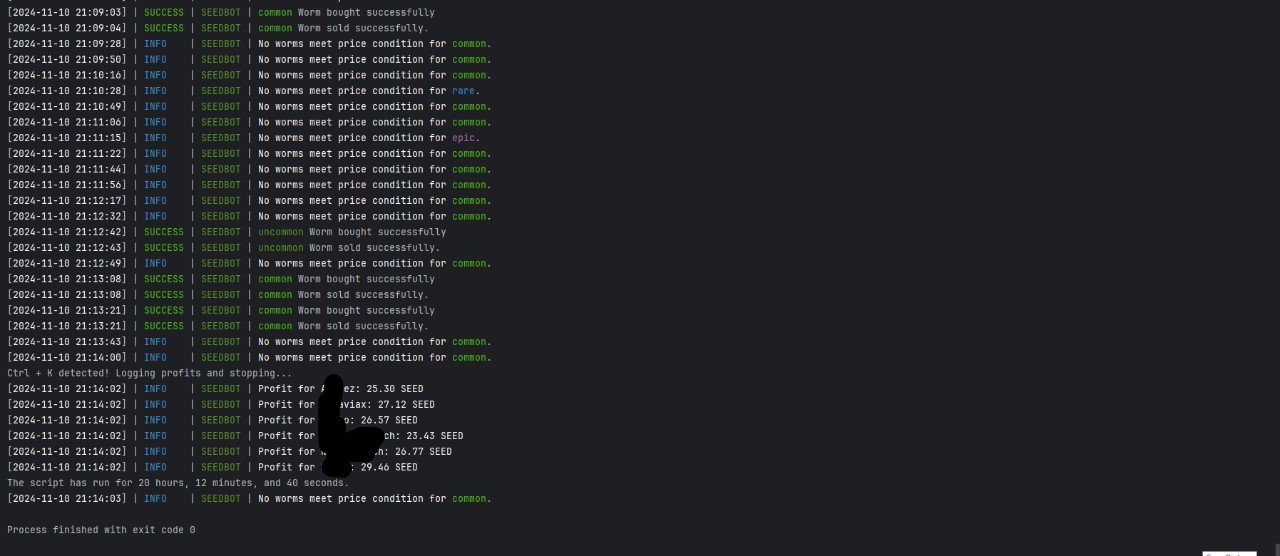 [2024-11-10 21:09:03] | SUCCESS | SEEDBOT | common Worm bought successfully
[2024-11-10 21:09:04] | SUCCESS | SEEDBOT | common Worm sold successfully.
[2024-11-10 21:09:28] | INFO | SEEDBOT | No worms meet price condition for common.
[2024-11-10 21:09:50] | INFO | SEEDBOT | No worms meet price condition for common.
[2024-11-10 21:10:16] | INFO | SEEDBOT | No worms meet price condition for common.
[2024-11-10 21:10:28] | INFO | SEEDBOT | No worms meet price condition for rare.
[2024-11-10 21:10:49] | INFO | SEEDBOT | No worms meet price condition for common.
[2024-11-10 21:11:06] | INFO | SEEDBOT | No worms meet price condition for common.
[2024-11-10 21:11:15] | INFO | SEEDBOT | No worms meet price condition for epic.
[2024-11-10 21:11:22] | INFO | SEEDBOT | No worms meet price condition for common.
[2024-11-10 21:11:44] | INFO | SEEDBOT | No worms meet price condition for common.
[2024-11-10 21:11:56] | INFO | SEEDBOT | No worms meet price condition for common.
[2024-11-10 21:12:17] | INFO | SEEDBOT | No worms meet price condition for common.
[2024-11-10 21:12:32] | INFO | SEEDBOT | No worms meet price condition for common.
[2024-11-10 21:12:42] | SUCCESS | SEEDBOT | uncommon Worm bought successfully
[2024-11-10 21:12:43] | SUCCESS | SEEDBOT | uncommon Worm sold successfully.
[2024-11-10 21:12:49] | INFO | SEEDBOT | No worms meet price condition for common.
[2024-11-10 21:13:08] | SUCCESS | SEEDBOT | common Worm bought successfully
[2024-11-10 21:13:08] | SUCCESS | SEEDBOT | common Worm sold successfully.
[2024-11-10 21:13:21] | SUCCESS | SEEDBOT | common Worm bought successfully
[2024-11-10 21:13:21] | SUCCESS | SEEDBOT | common Worm sold successfully.
[2024-11-10 21:13:43] | INFO | SEEDBOT | No worms meet price condition for common.
[2024-11-10 21:14:00] | INFO | SEEDBOT | No worms meet price condition for common.
Ctrl + K detected! Logging profits and stopping...
[2024-11-10 21:14:02] | INFO | SEEDBOT | Profit for 25.30 SEED
[2024-11-10 21:14:02] | INFO | SEEDBOT | Profit for 27.12 SEED
[2024-11-10 21:14:02] | INFO | SEEDBOT | Profit for 26.57 SEED
[2024-11-10 21:14:02] | INFO | SEEDBOT | Profit for 23.43 SEED
[2024-11-10 21:14:02] | INFO | SEEDBOT | Profit for 26.77 SEED
[2024-11-10 21:14:02] | INFO | SEEDBOT | Profit for 29.46 SEED
The script has run for 20 hours, 12 minutes, and 40 seconds.
[2024-11-10 21:14:03] | INFO | SEEDBOT | No worms meet price condition for common.
Process finished with exit code 0